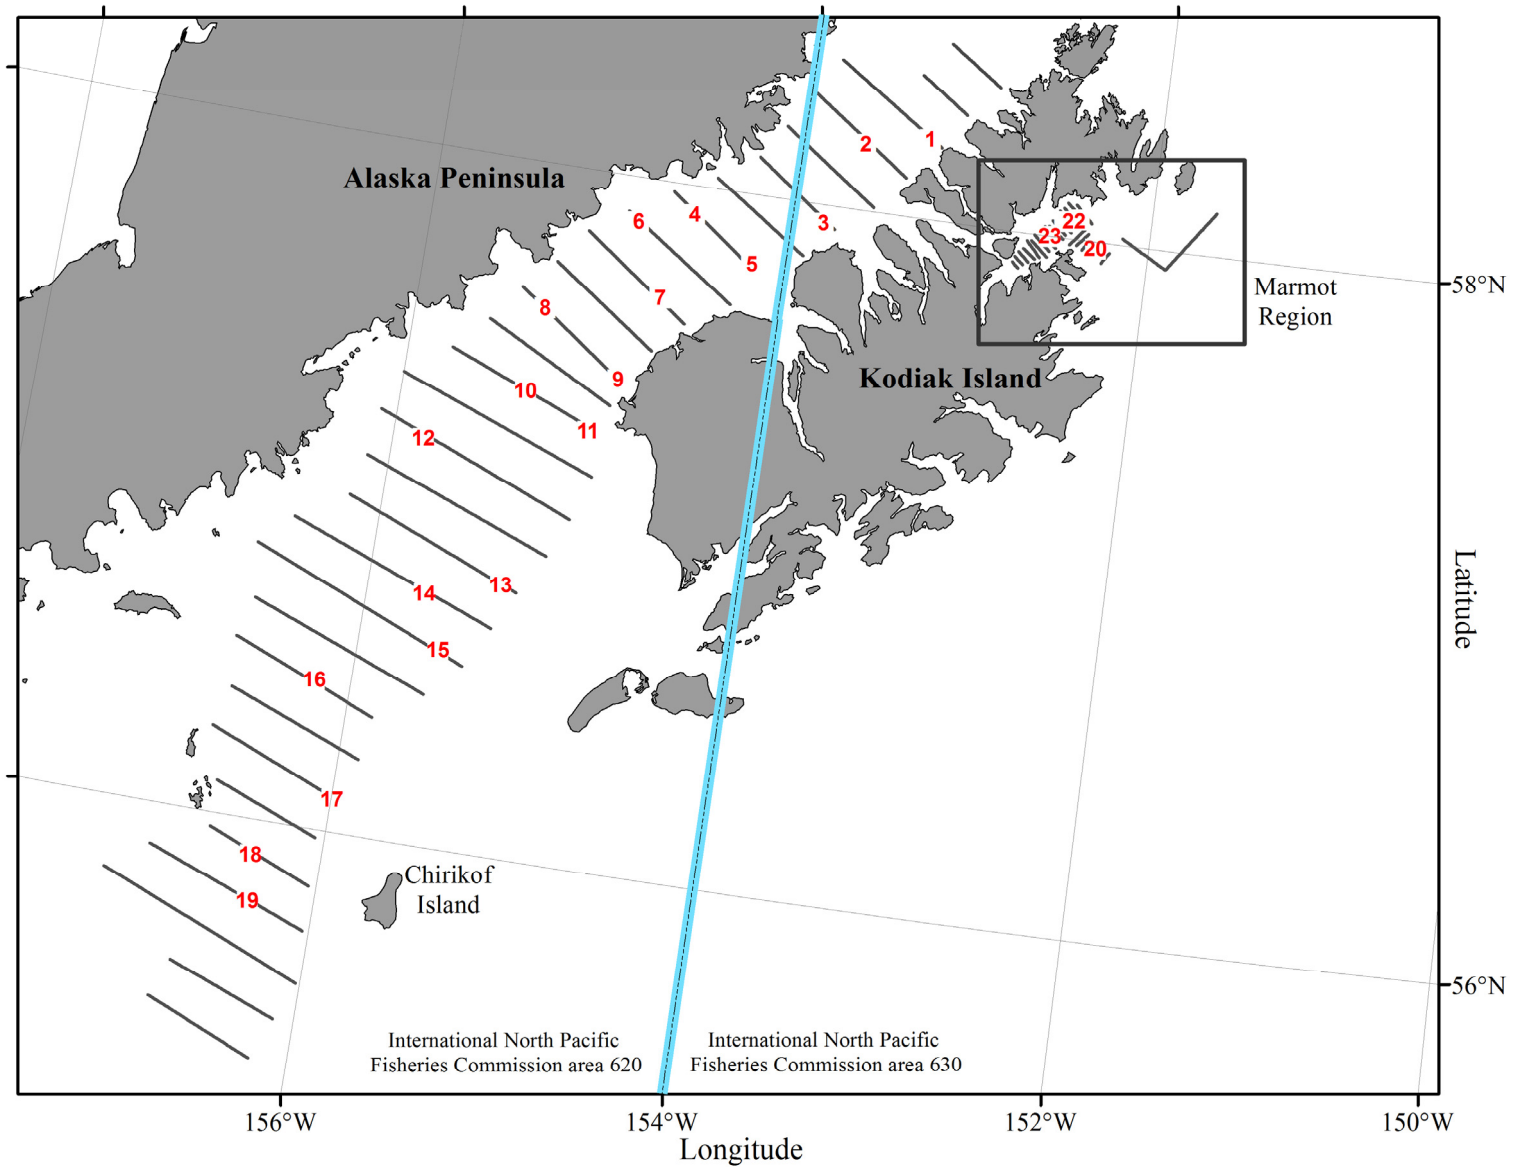 1
2
Alaska Peninsula
6
4
3
22
23
20
5
58°N
Marmot
Region
7
8
9
Kodiak Island
10
11
12
13
14
Latitude
15
16
17
18
Chirikof
Island
19
56°N
International North Pacific
Fisheries Commission area 620
International North Pacific
Fisheries Commission area 630
156°W
154°W
152°W
150°W
Longitude